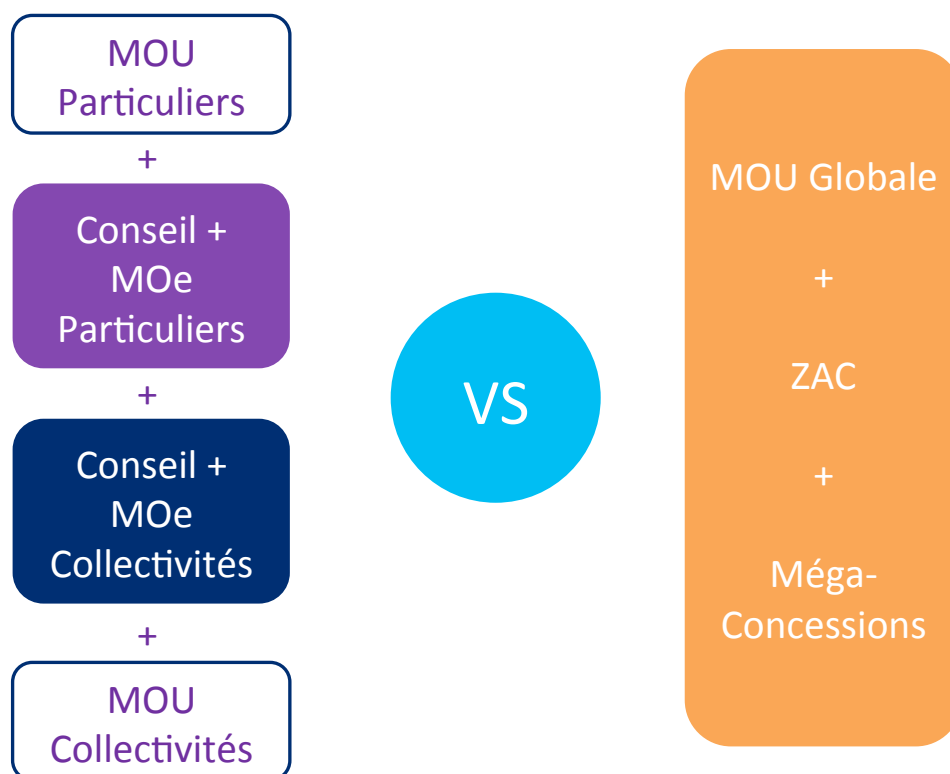 MOU
Particuliers
+
Conseil +
MOe
Particuliers
+
Conseil +
MOe
Collectivités
+
MOU
Collectivités
VS
MOU Globale
+
ZAC
+
Méga-
Concessions